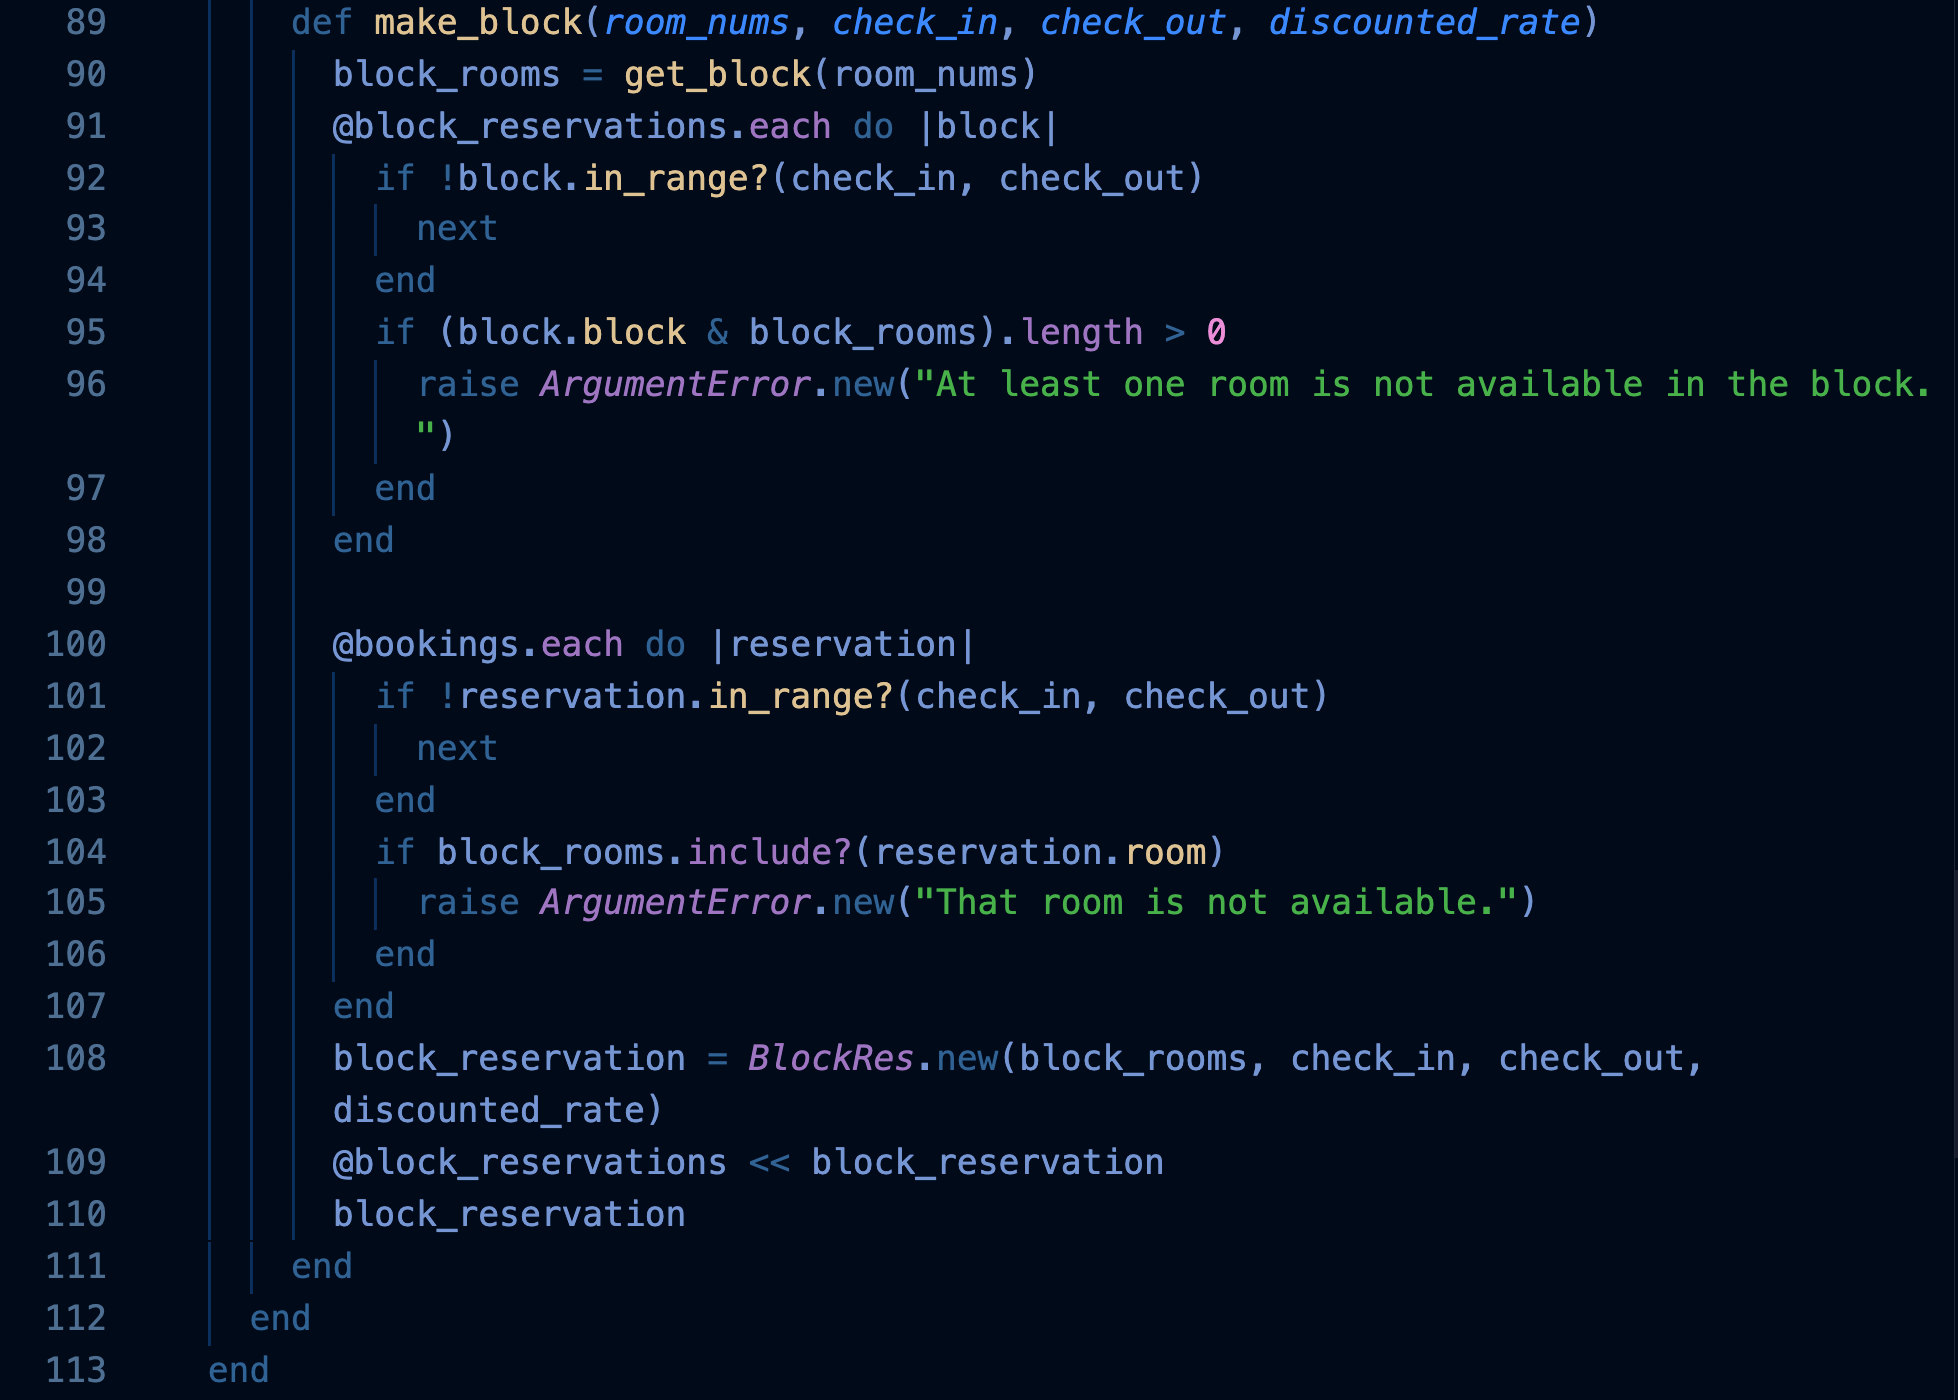 89 def make_block(room_nums, check_in, check_out, discounted_rate)
90 block_rooms = get_block(room_nums)
91 @block_reservations.each do |block|
92 if !block.in_range?(check_in, check_out)
93 next
94 end
95 if (block.block & block_rooms).length > 0
96 raise ArgumentError.new("At least one room is not available in the block.
")
97 end
98 end
99
100 @bookings.each do |reservation|
101 if !reservation.in_range?(check_in, check_out)
102 next
103 end
104 if block_rooms.include?(reservation.room)
105 raise ArgumentError.new("That room is not available.")
106 end
107 end
108 block_reservation = BlockRes.new(block_rooms, check_in, check_out,
discounted_rate)
109 @block_reservations << block_reservation
110 block_reservation
111 end
112 end
113 end